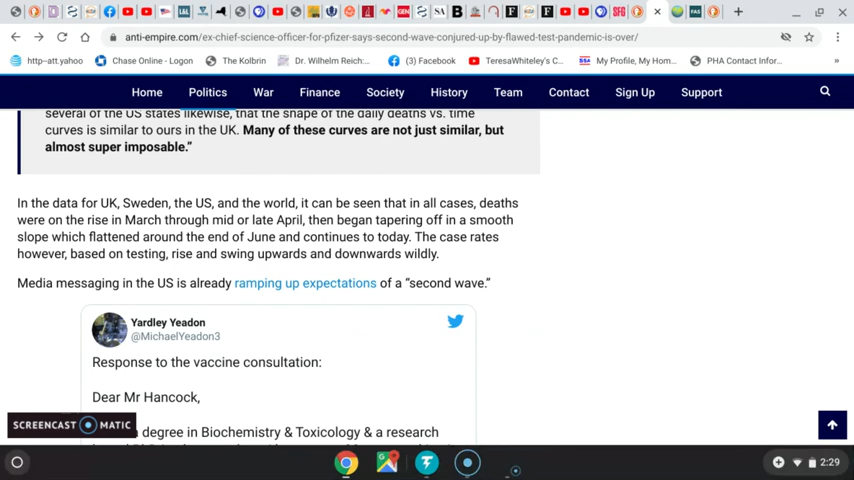 anti-empire.com/ex-chief-science-officer-for-pfizer-says-second-wave-conjured-up-by-flawed-test-pandemic-is-over/
http--att.yahoo
Chase Online - Logon
The Kolbrin
Dr. Wilhelm Reich:...
(3) Facebook
TeresaWhiteley's C...
My Profile, My Hom...
PHA Contact Infor...
»
Home
Politics
War
Finance
Society
History
Team
Contact
Sign Up
Support
several of the US states likewise, that the shape of the daily deaths vs. time
curves is similar to ours in the UK. Many of these curves are not just similar, but
almost super imposable.”
In the data for UK, Sweden, the US, and the world, it can be seen that in all cases, deaths
were on the rise in March through mid or late April, then began tapering off in a smooth
slope which flattened around the end of June and continues to today. The case rates
however, based on testing, rise and swing upwards and downwards wildly.
Media messaging in the US is already ramping up expectations of a “second wave.”
Yardley Yeadon
@MichaelYeadon3
Response to the vaccine consultation:
Dear Mr Hancock,
degree in Biochemistry & Toxicology & a research
SCREENCAST MATIC
2:29